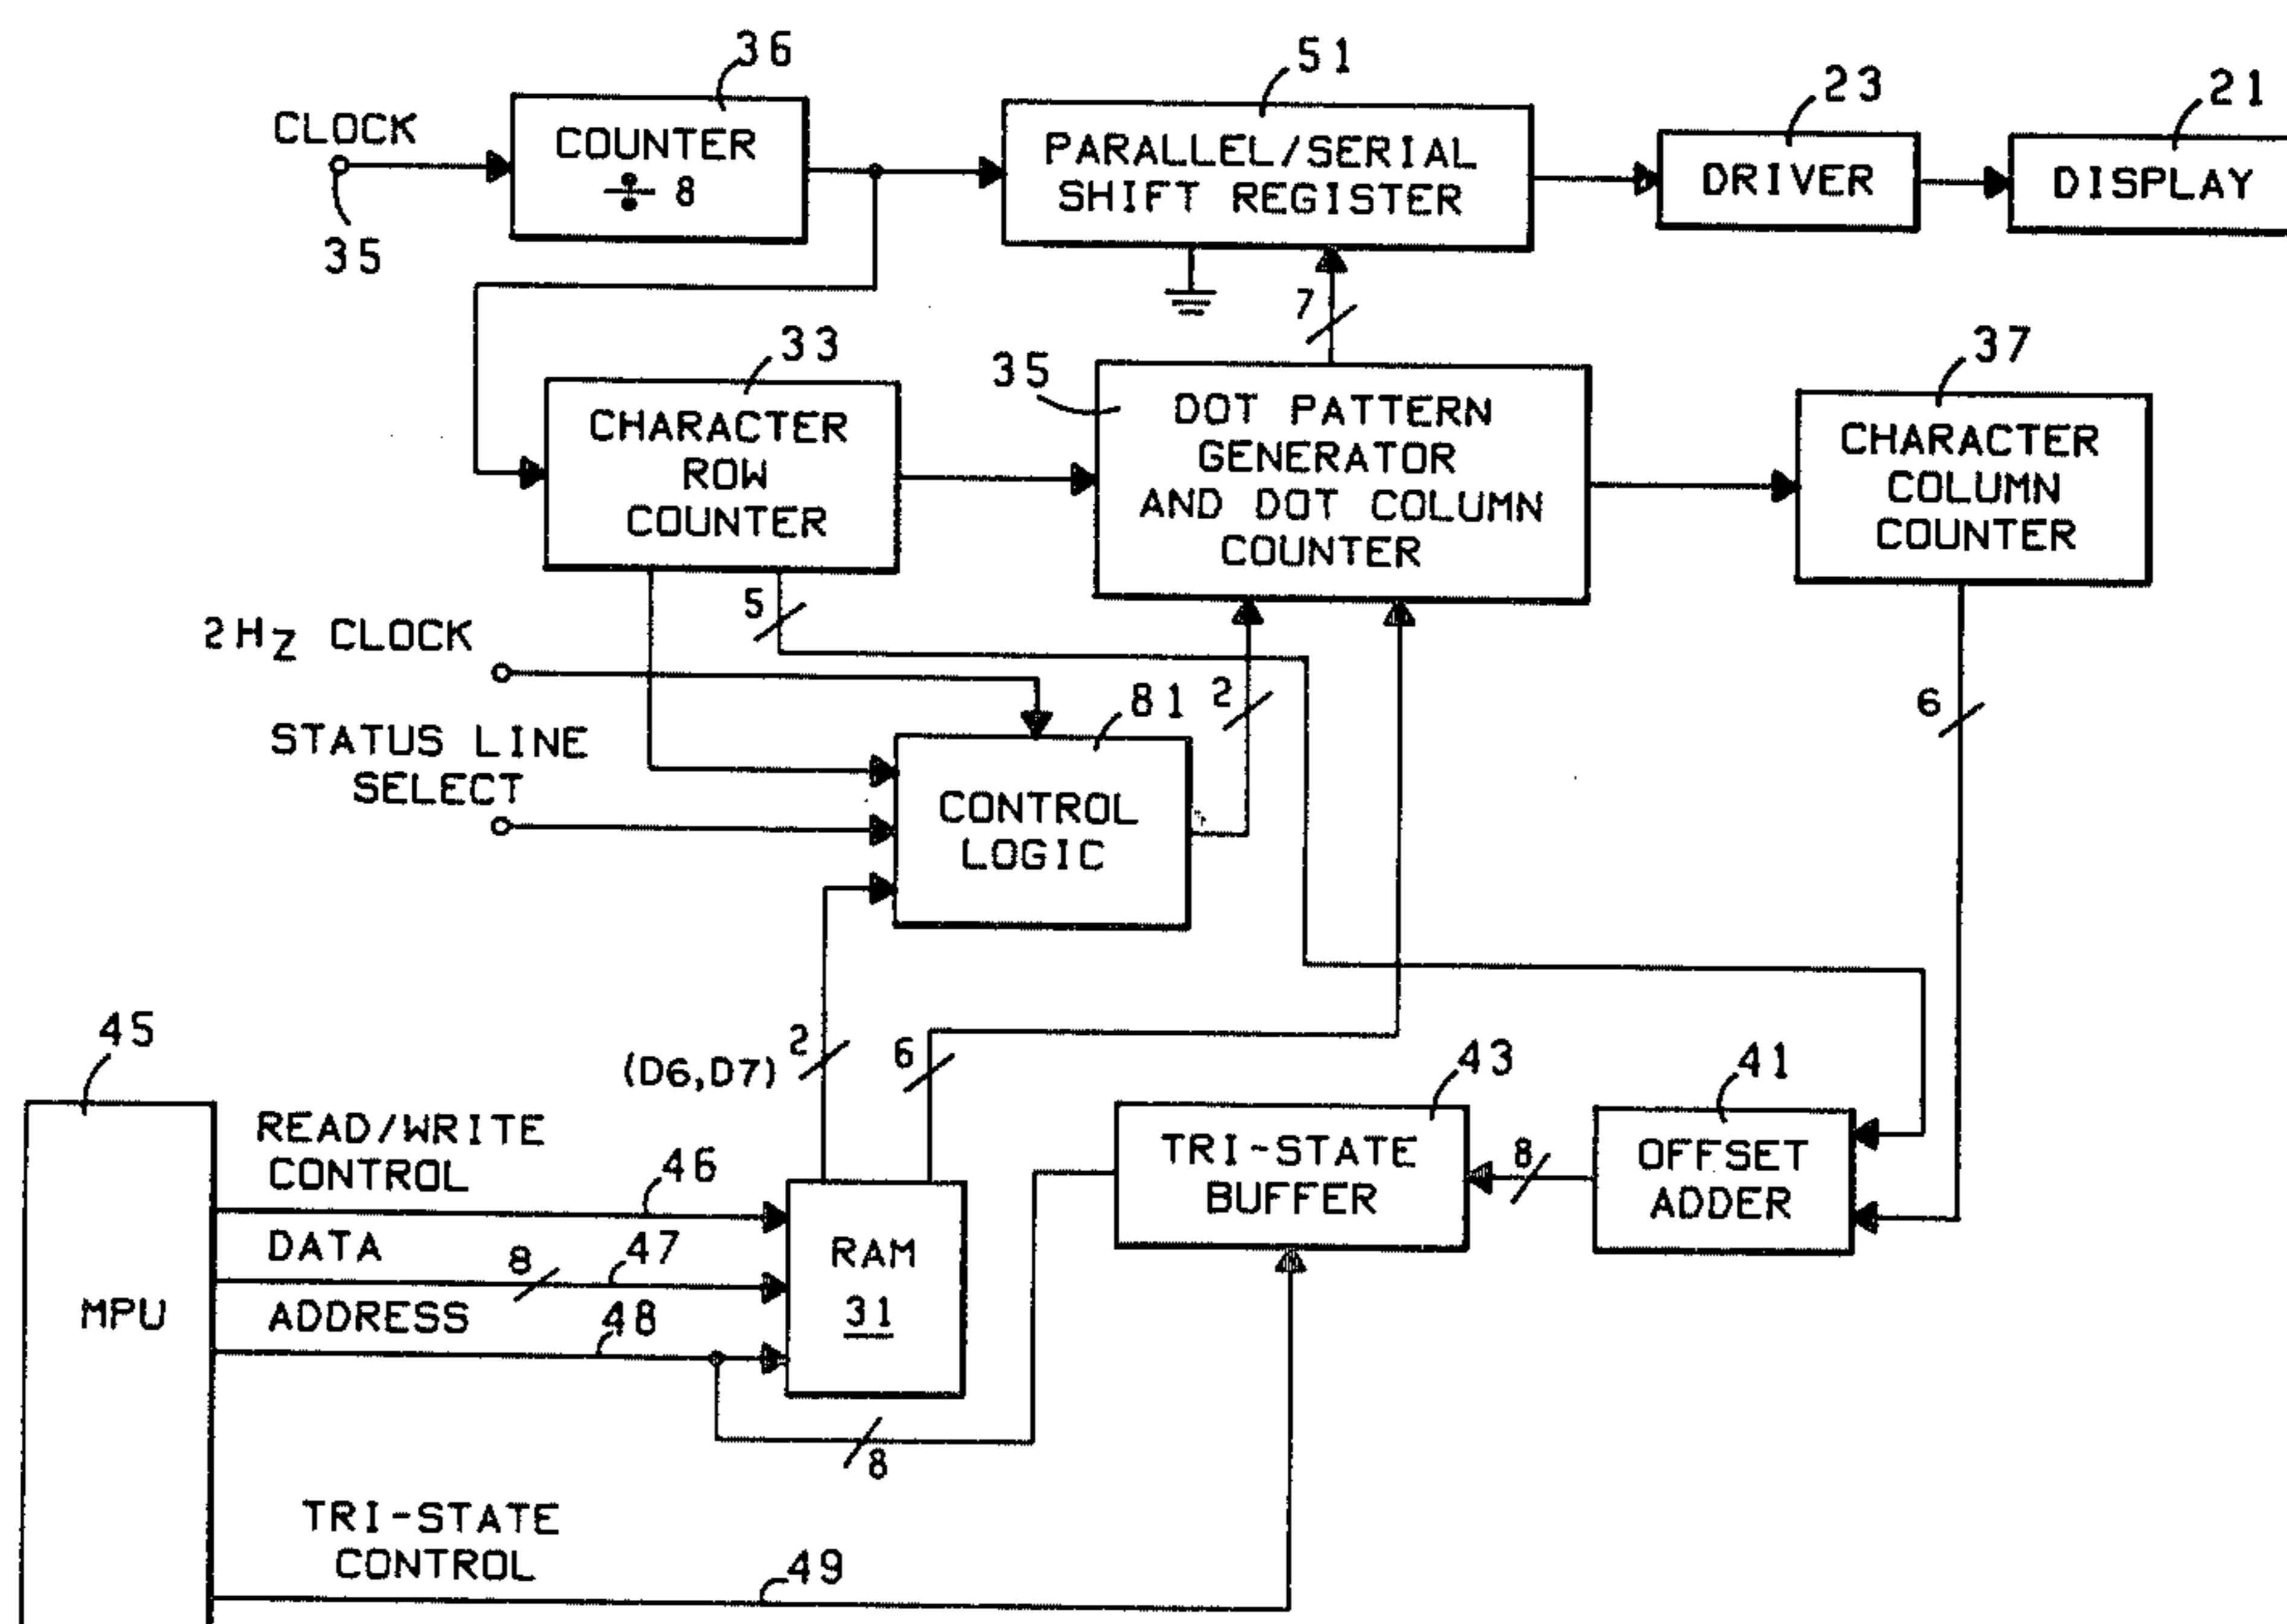 36
51
23
21
CLOCK
35
COUNTER
÷ 8
PARALLEL/SERIAL
SHIFT REGISTER
DRIVER
DISPLAY
7
33
35
37
CHARACTER
ROW
COUNTER
DOT PATTERN
GENERATOR
AND DOT COLUMN
COUNTER
CHARACTER
COLUMN
COUNTER
5
2Hz CLOCK
81
2
6
STATUS LINE
SELECT
CONTROL
LOGIC
45
(D6,D7)
2
6
43
41
READ/WRITE
CONTROL
46
TRI-STATE
BUFFER
8
OFFSET
ADDER
DATA
8
47
RAM
31
MPU
ADDRESS
48
8
TRI-STATE
CONTROL
49